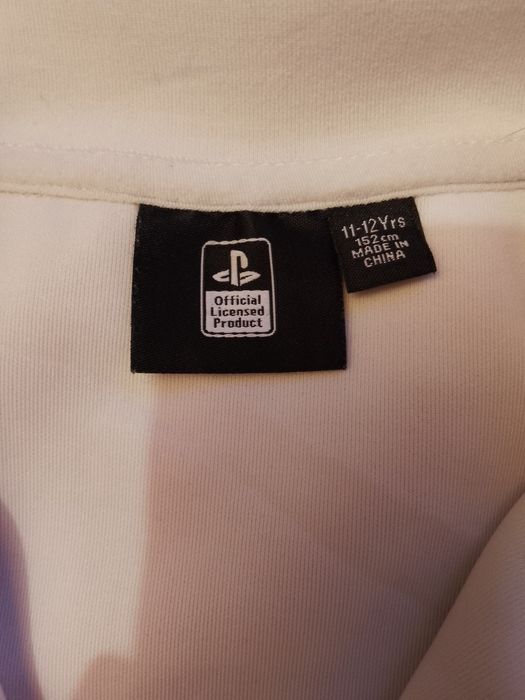 Official
Licensed
Product
11-12Yrs
152cm
MADE IN
CHINA